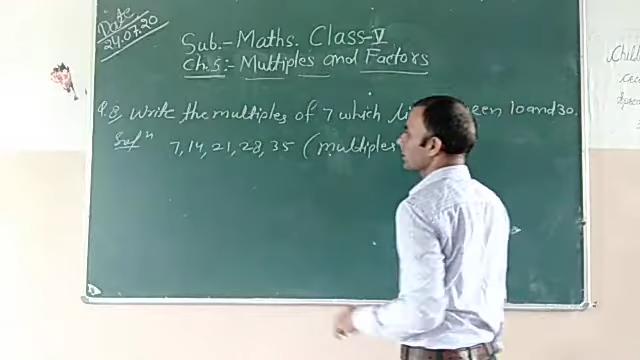 Date
24.07.20
Sub.- Maths. Class-V
Ch.5:- Multiples and Factors
Q.8, Write the multiples of 7 which 10 and 30.
Solⁿ 7, 14, 21, 28, 35 (multiples